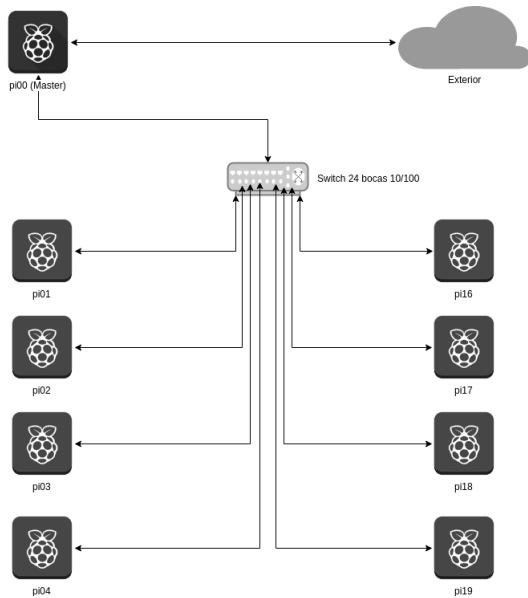 pi00 (Master)
Exterior
Switch 24 bocas 10/100
pi01
pi16
pi02
pi17
pi03
pi18
pi04
pi19